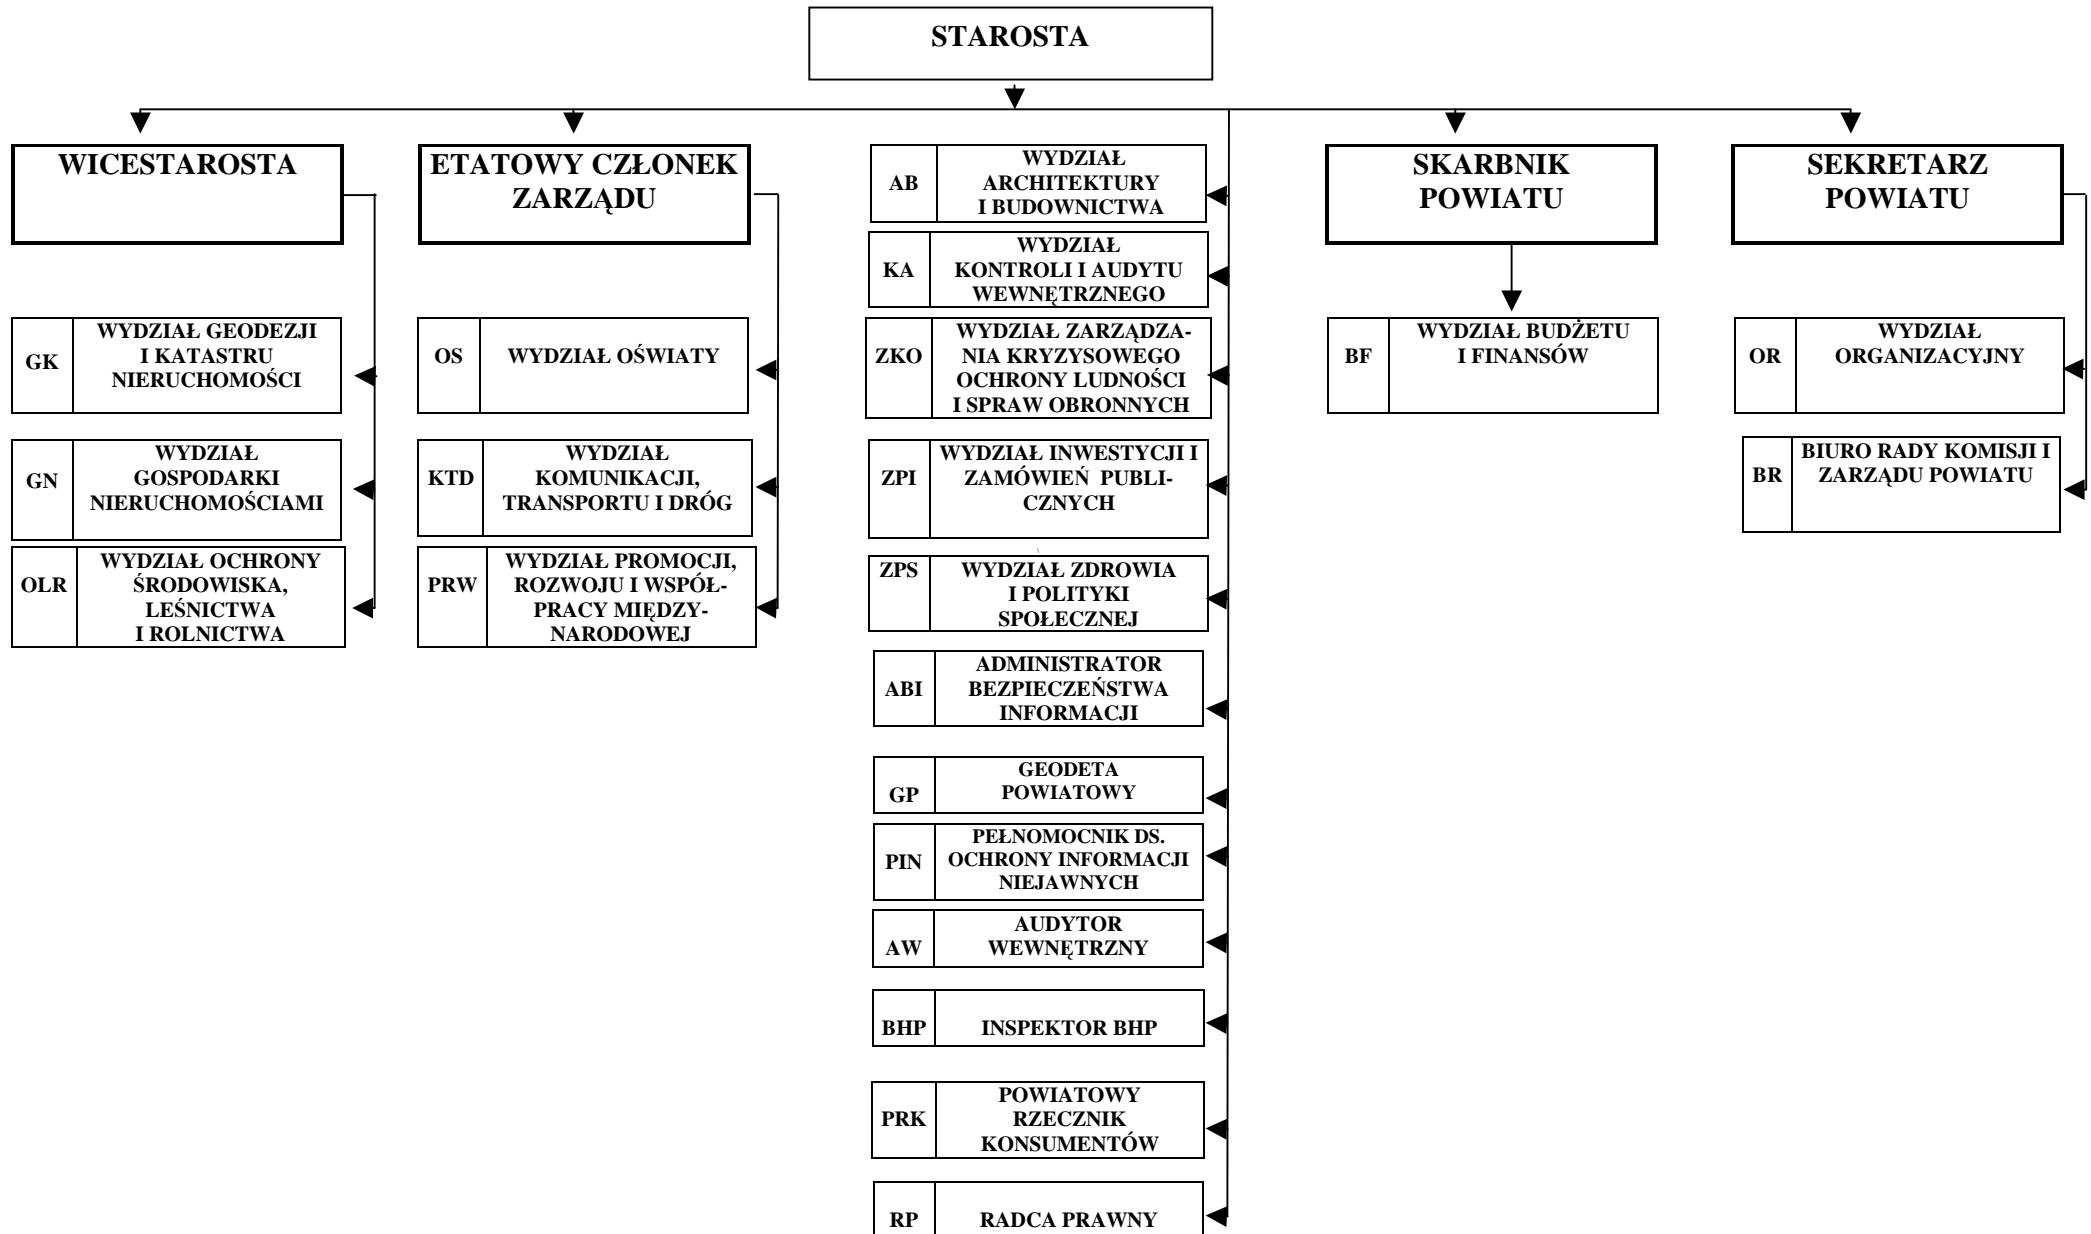 STAROSTA
WICESTAROSTA
ETATOWY CZŁONEK
ZARZĄDU
SKARBNIK
POWIATU
SEKRETARZ
POWIATU
GK
WYDZIAŁ GEODEZJI
I KATASTRU
NIERUCHOMOŚCI
GN
WYDZIAŁ
GOSPODARKI
NIERUCHOMOŚCIAMI
OLR
WYDZIAŁ OCHRONY
ŚRODOWISKA,
LEŚNICTWA
I ROLNICTWA
OS
WYDZIAŁ OŚWIATY
KTD
WYDZIAŁ
KOMUNIKACJI,
TRANSPORTU I DRÓG
PRW
WYDZIAŁ PROMOCJI,
ROZWOJU I WSPÓŁ-
PRACY MIĘDZY-
NARODOWEJ
AB
WYDZIAŁ
ARCHITEKTURY
I BUDOWNICTWA
KA
WYDZIAŁ
KONTROLI I AUDYTU
WEWNĘTRZNEGO
ZKO
WYDZIAŁ ZARZĄDZA-
NIA KRYZYSOWEGO
OCHRONY LUDNOŚCI
I SPRAW OBRONNYCH
ZPI
WYDZIAŁ INWESTYCJI I
ZAMÓWIEŃ PUBLI-
CZNYCH
ZPS
WYDZIAŁ ZDROWIA
I POLITYKI
SPOŁECZNEJ
ABI
ADMINISTRATOR
BEZPIECZEŃSTWA
INFORMACJI
GP
GEODETA
POWIATOWY
PIN
PEŁNOMOCNIK DS.
OCHRONY INFORMACJI
NIEJAWNYCH
AW
AUDYTOR
WEWNĘTRZNY
BHP
INSPEKTOR BHP
PRK
POWIATOWY
RZECZNIK
KONSUMENTÓW
RP
RADCA PRAWNY
BF
WYDZIAŁ BUDŻETU
I FINANSÓW
OR
WYDZIAŁ
ORGANIZACYJNY
BR
BIURO RADY KOMISJI I
ZARZĄDU POWIATU